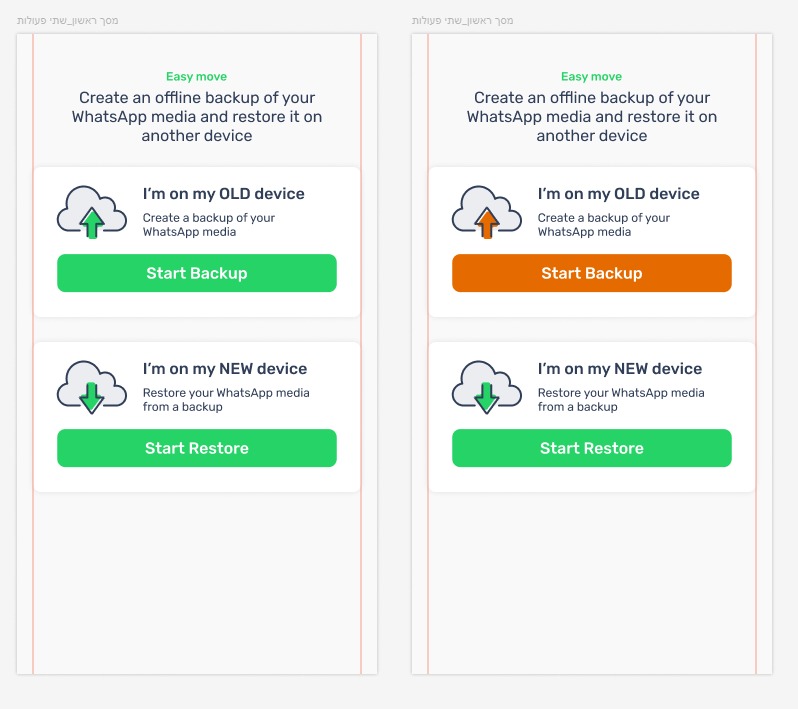 מסך ראשון_שתי פעולות
Easy move
Create an offline backup of your
WhatsApp media and restore it on
another device
I'm on my OLD device
Create a backup of your
WhatsApp media
Start Backup
I'm on my NEW device
Restore your WhatsApp media
from a backup
Start Restore
מסך ראשון_שתי פעולות
Easy move
Create an offline backup of your
WhatsApp media and restore it on
another device
I'm on my OLD device
Create a backup of your
WhatsApp media
Start Backup
I'm on my NEW device
Restore your WhatsApp media
from a backup
Start Restore